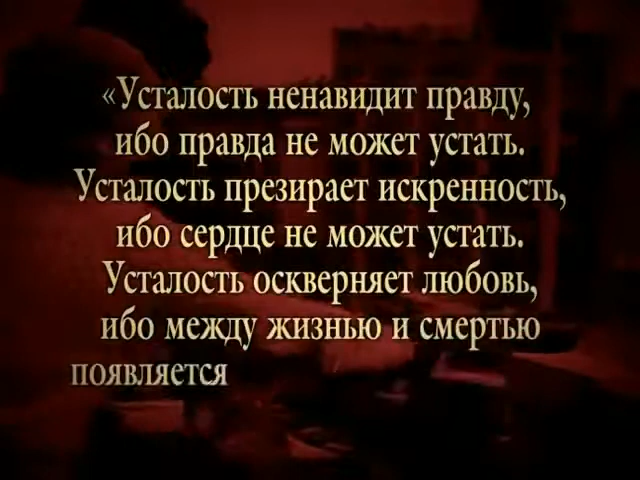 «Усталость ненавидит правду,
ибо правда не может устать.
Усталость презирает искренность,
ибо сердце не может устать.
Усталость оскверняет любовь,
ибо между жизнью и смертью
появляется